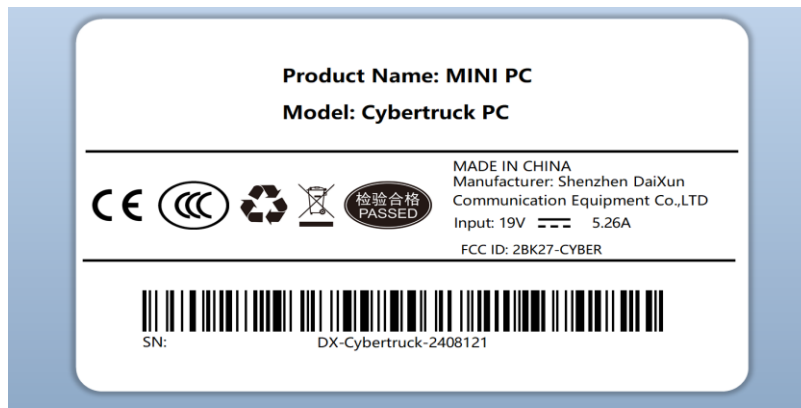 Product Name: MINI PC
Model: Cybertruck PC
CE CCC 检验合格
PASSED
MADE IN CHINA
Manufacturer: Shenzhen DaiXun
Communication Equipment Co.,LTD
Input: 19V 5.26A
FCC ID: 2BK27-CYBER
SN: DX-Cybertruck-2408121